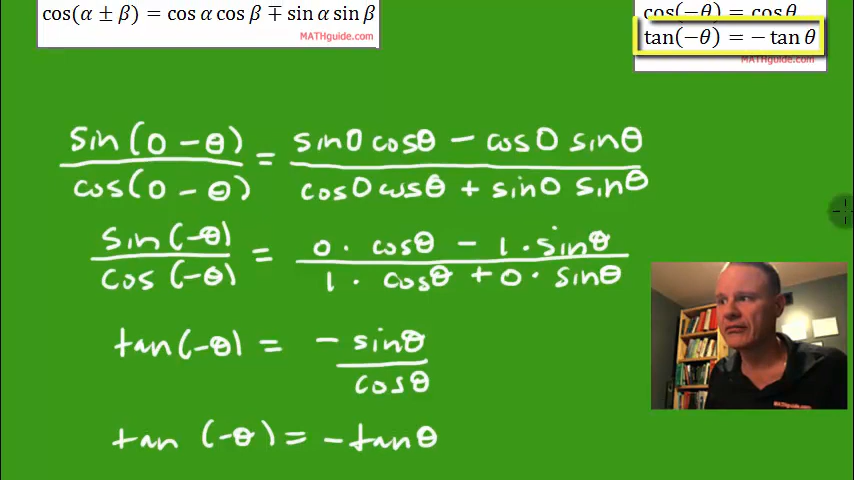 cos(α ± β) = cos α cos β ∓ sin α sin β
MATHguide.com
cos(−θ) = cos θ
tan(−θ) = − tan θ
MATHguide.com
sin(0 − θ) / cos(0 − θ) = sin0 cosθ − cos0 sinθ / cos0 cosθ + sin0 sinθ
sin(−θ) / cos(−θ) = 0 · cosθ − 1 · sinθ / 1 · cosθ + 0 · sinθ
tan(−θ) = − sinθ / cosθ
tan (−θ) = − tanθ
MATHguide.com